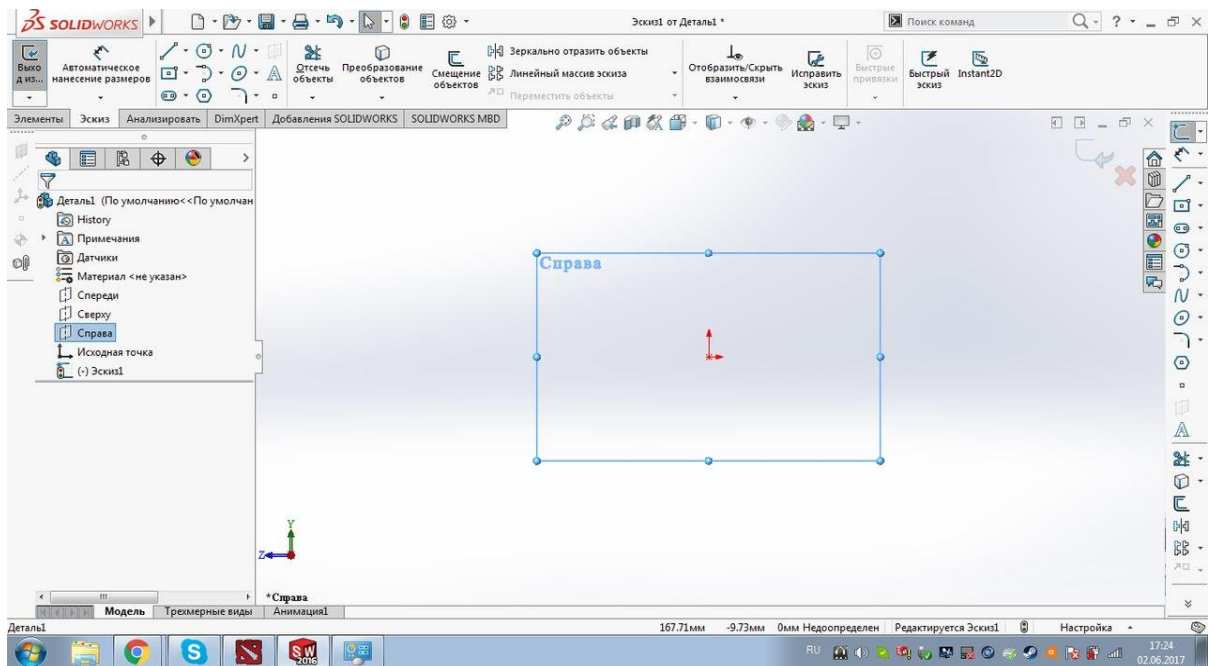 SOLIDWORKS
Эскиз1 от Деталь1 *
Поиск команд
?
Выхо
д из...
Автоматическое
нанесение размеров
Отсечь
объекты
Преобразование
объектов
Смещение
объектов
Зеркально отразить объекты
Линейный массив эскиза
Переместить объекты
Отобразить/Скрыть
взаимосвязи
Исправить
эскиз
Быстрые
привязки
Быстрый
эскиз
Instant2D
Элементы Эскиз Анализировать DimXpert Добавления SOLIDWORKS SOLIDWORKS MBD
Деталь1 (По умолчанию<<По умолчан
History
Примечания
Датчики
Материал <не указан>
Спереди
Сверху
Справа
Исходная точка
(-) Эскиз1
Справа
Y
Z
*Справа
Модель Трехмерные виды Анимация1
Деталь1
167.71мм -9.73мм 0мм Недоопределен Редактируется Эскиз1 Настройка
SW
2016
RU
17:24
02.06.2017